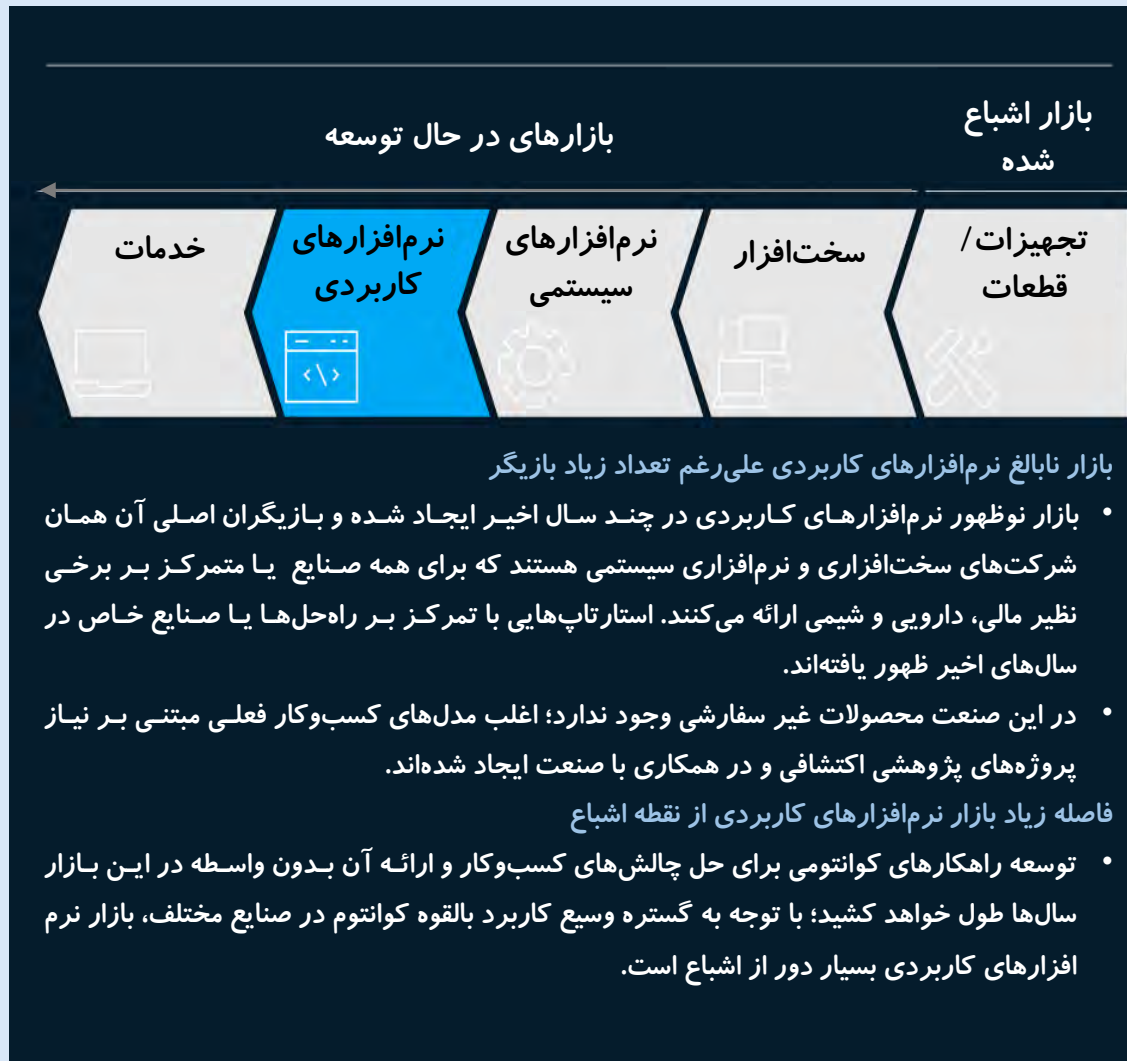 بازار اشباع
شده
بازارهای در حال توسعه
تجهیزات/
قطعات
سخت‌افزار
نرم‌افزارهای
سیستمی
نرم‌افزارهای
کاربردی
خدمات
بازار نابالغ نرم‌افزارهای کاربردی علی‌رغم تعداد زیاد بازیگر
• بازار نوظهور نرم‌افزارهای کاربردی در چند سال اخیر ایجاد شده و بازیگران اصلی آن همان
شرکت‌های سخت‌افزاری و نرم‌افزاری سیستمی هستند که برای همه صنایع یا متمرکز بر برخی
نظیر مالی، دارویی و شیمی ارائه می‌کنند. استارتاپ‌هایی با تمرکز بر راه‌حل‌ها یا صنایع خاص در
سال‌های اخیر ظهور یافته‌اند.
• در این صنعت محصولات غیر سفارشی وجود ندارد؛ اغلب مدل‌های کسب‌وکار فعلی مبتنی بر نیاز
پروژه‌های پژوهشی اکتشافی و در همکاری با صنعت ایجاد شده‌اند.
فاصله زیاد بازار نرم‌افزارهای کاربردی از نقطه اشباع
• توسعه راهکارهای کوانتومی برای حل چالش‌های کسب‌وکار و ارائه آن بدون واسطه در این بازار
سال‌ها طول خواهد کشید؛ با توجه به گستره وسیع کاربرد بالقوه کوانتوم در صنایع مختلف، بازار نرم
افزارهای کاربردی بسیار دور از اشباع است.